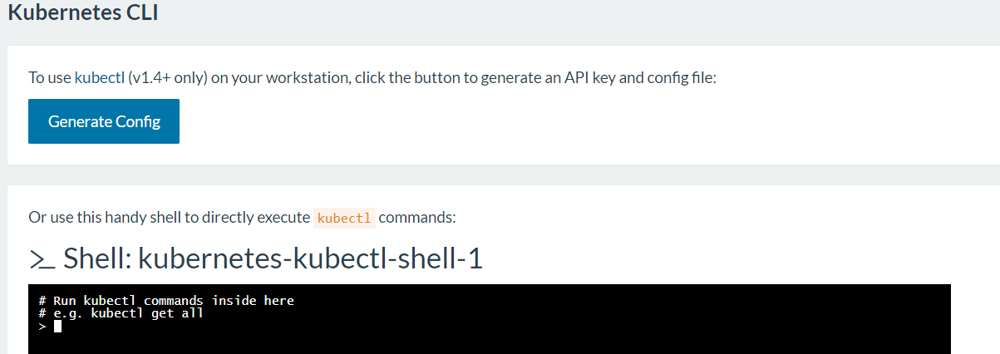 Kubernetes CLI
To use kubectl (v1.4+ only) on your workstation, click the button to generate an API key and config file:
Generate Config
Or use this handy shell to directly execute kubectl commands:
>_ Shell: kubernetes-kubectl-shell-1
# Run kubectl commands inside here
# e.g. kubectl get all
>